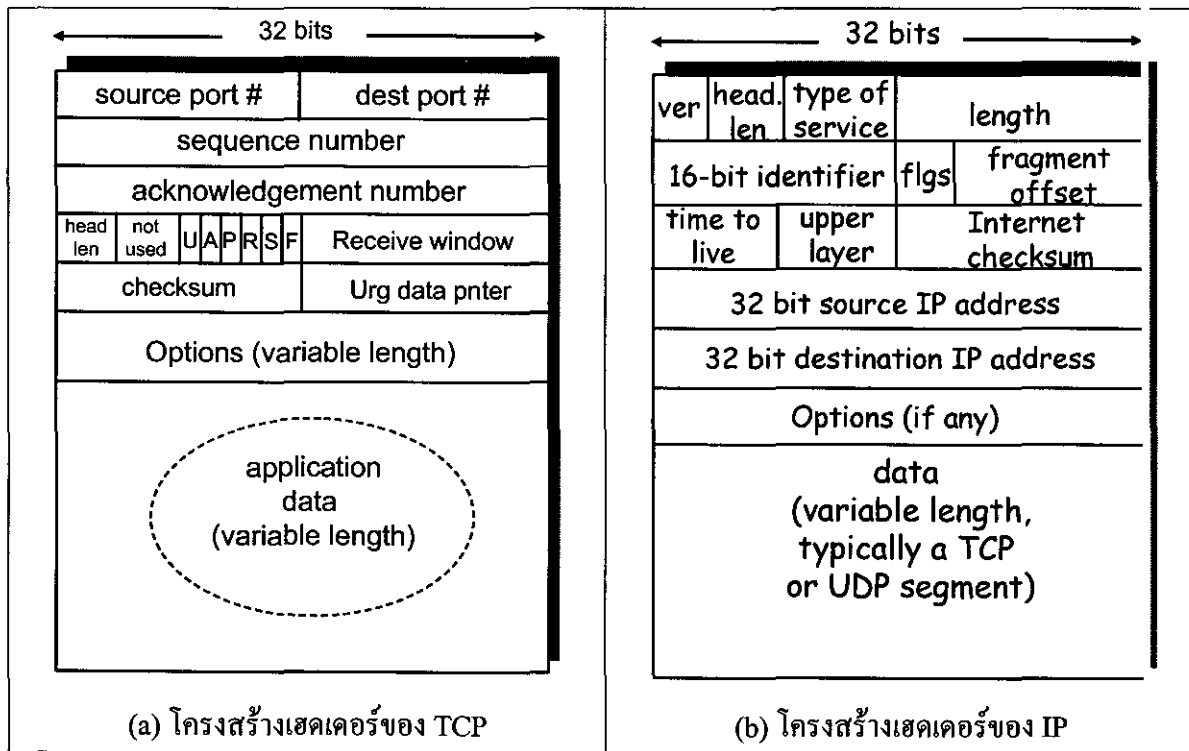 32 bits
source port #
dest port #
sequence number
acknowledgement number
head
len
not
used
U
A
P
R
S
F
Receive window
checksum
Urg data pnter
Options (variable length)
application
data
(variable length)
(a) โครงสร้างเฮดเดอร์ของ TCP
32 bits
ver
head.
len
type of
service
length
16-bit identifier
flgs
fragment
offset
time to
live
upper
layer
Internet
checksum
32 bit source IP address
32 bit destination IP address
Options (if any)
data
(variable length,
typically a TCP
or UDP segment)
(b) โครงสร้างเฮดเดอร์ของ IP